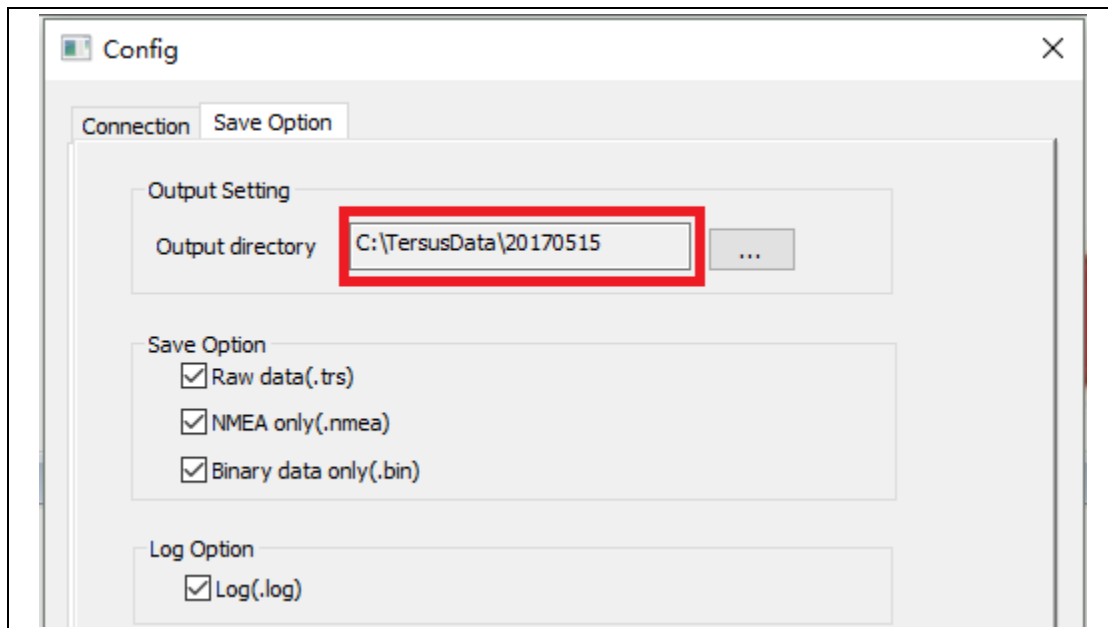 Config
Connection Save Option
Output Setting
Output directory C:\TersusData\20170515 ...
Save Option
Raw data(.trs)
NMEA only(.nmea)
Binary data only(.bin)
Log Option
Log(.log)